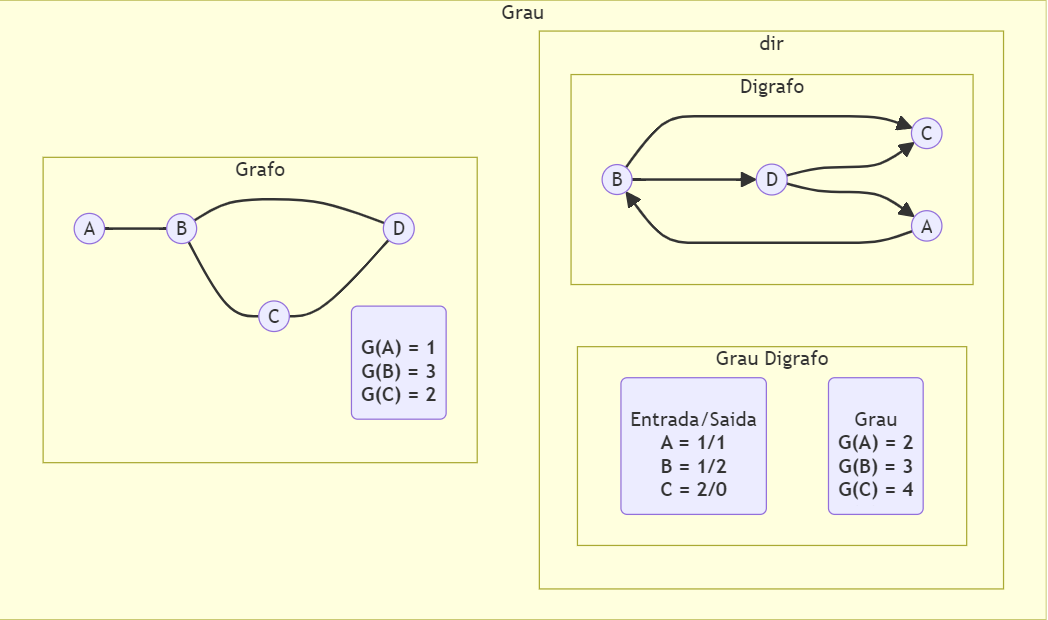 Grau
Grafo
A
B
D
C
G(A) = 1
G(B) = 3
G(C) = 2
dir
Digrafo
C
B
D
A
Grau Digrafo
Entrada/Saida
A = 1/1
B = 1/2
C = 2/0
Grau
G(A) = 2
G(B) = 3
G(C) = 4